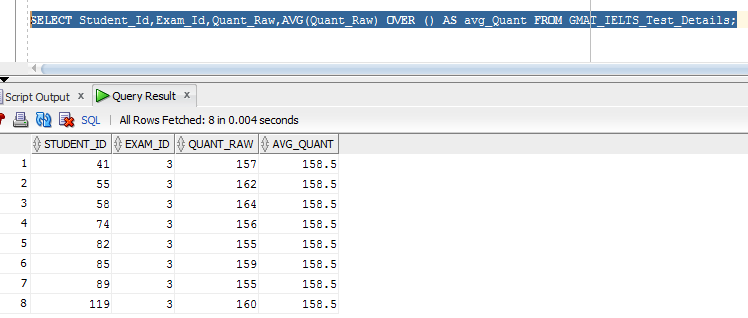 SELECT Student_Id,Exam_Id,Quant_Raw,AVG(Quant_Raw) OVER () AS avg_Quant FROM GMAT_IELTS_Test_Details;
Script Output x Query Result x
SQL | All Rows Fetched: 8 in 0.004 seconds
STUDENT_ID EXAM_ID QUANT_RAW AVG_QUANT
1 41 3 157 158.5
2 55 3 162 158.5
3 58 3 164 158.5
4 74 3 156 158.5
5 82 3 155 158.5
6 85 3 159 158.5
7 89 3 155 158.5
8 119 3 160 158.5